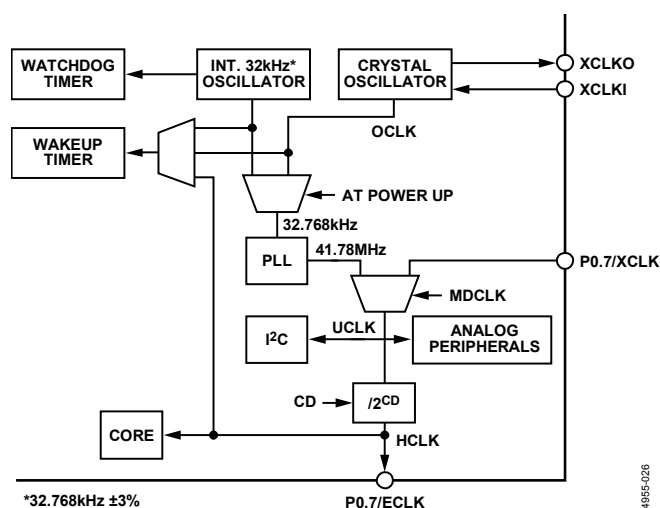 WATCHDOG
TIMER
INT. 32kHz*
OSCILLATOR
CRYSTAL
OSCILLATOR
XCLKO
XCLKI
OCLK
WAKEUP
TIMER
AT POWER UP
32.768kHz
41.78MHz
PLL
P0.7/XCLK
MDCLK
I2C
UCLK
ANALOG
PERIPHERALS
CD
/2CD
CORE
HCLK
*32.768kHz ±3%
P0.7/ECLK
4955-026